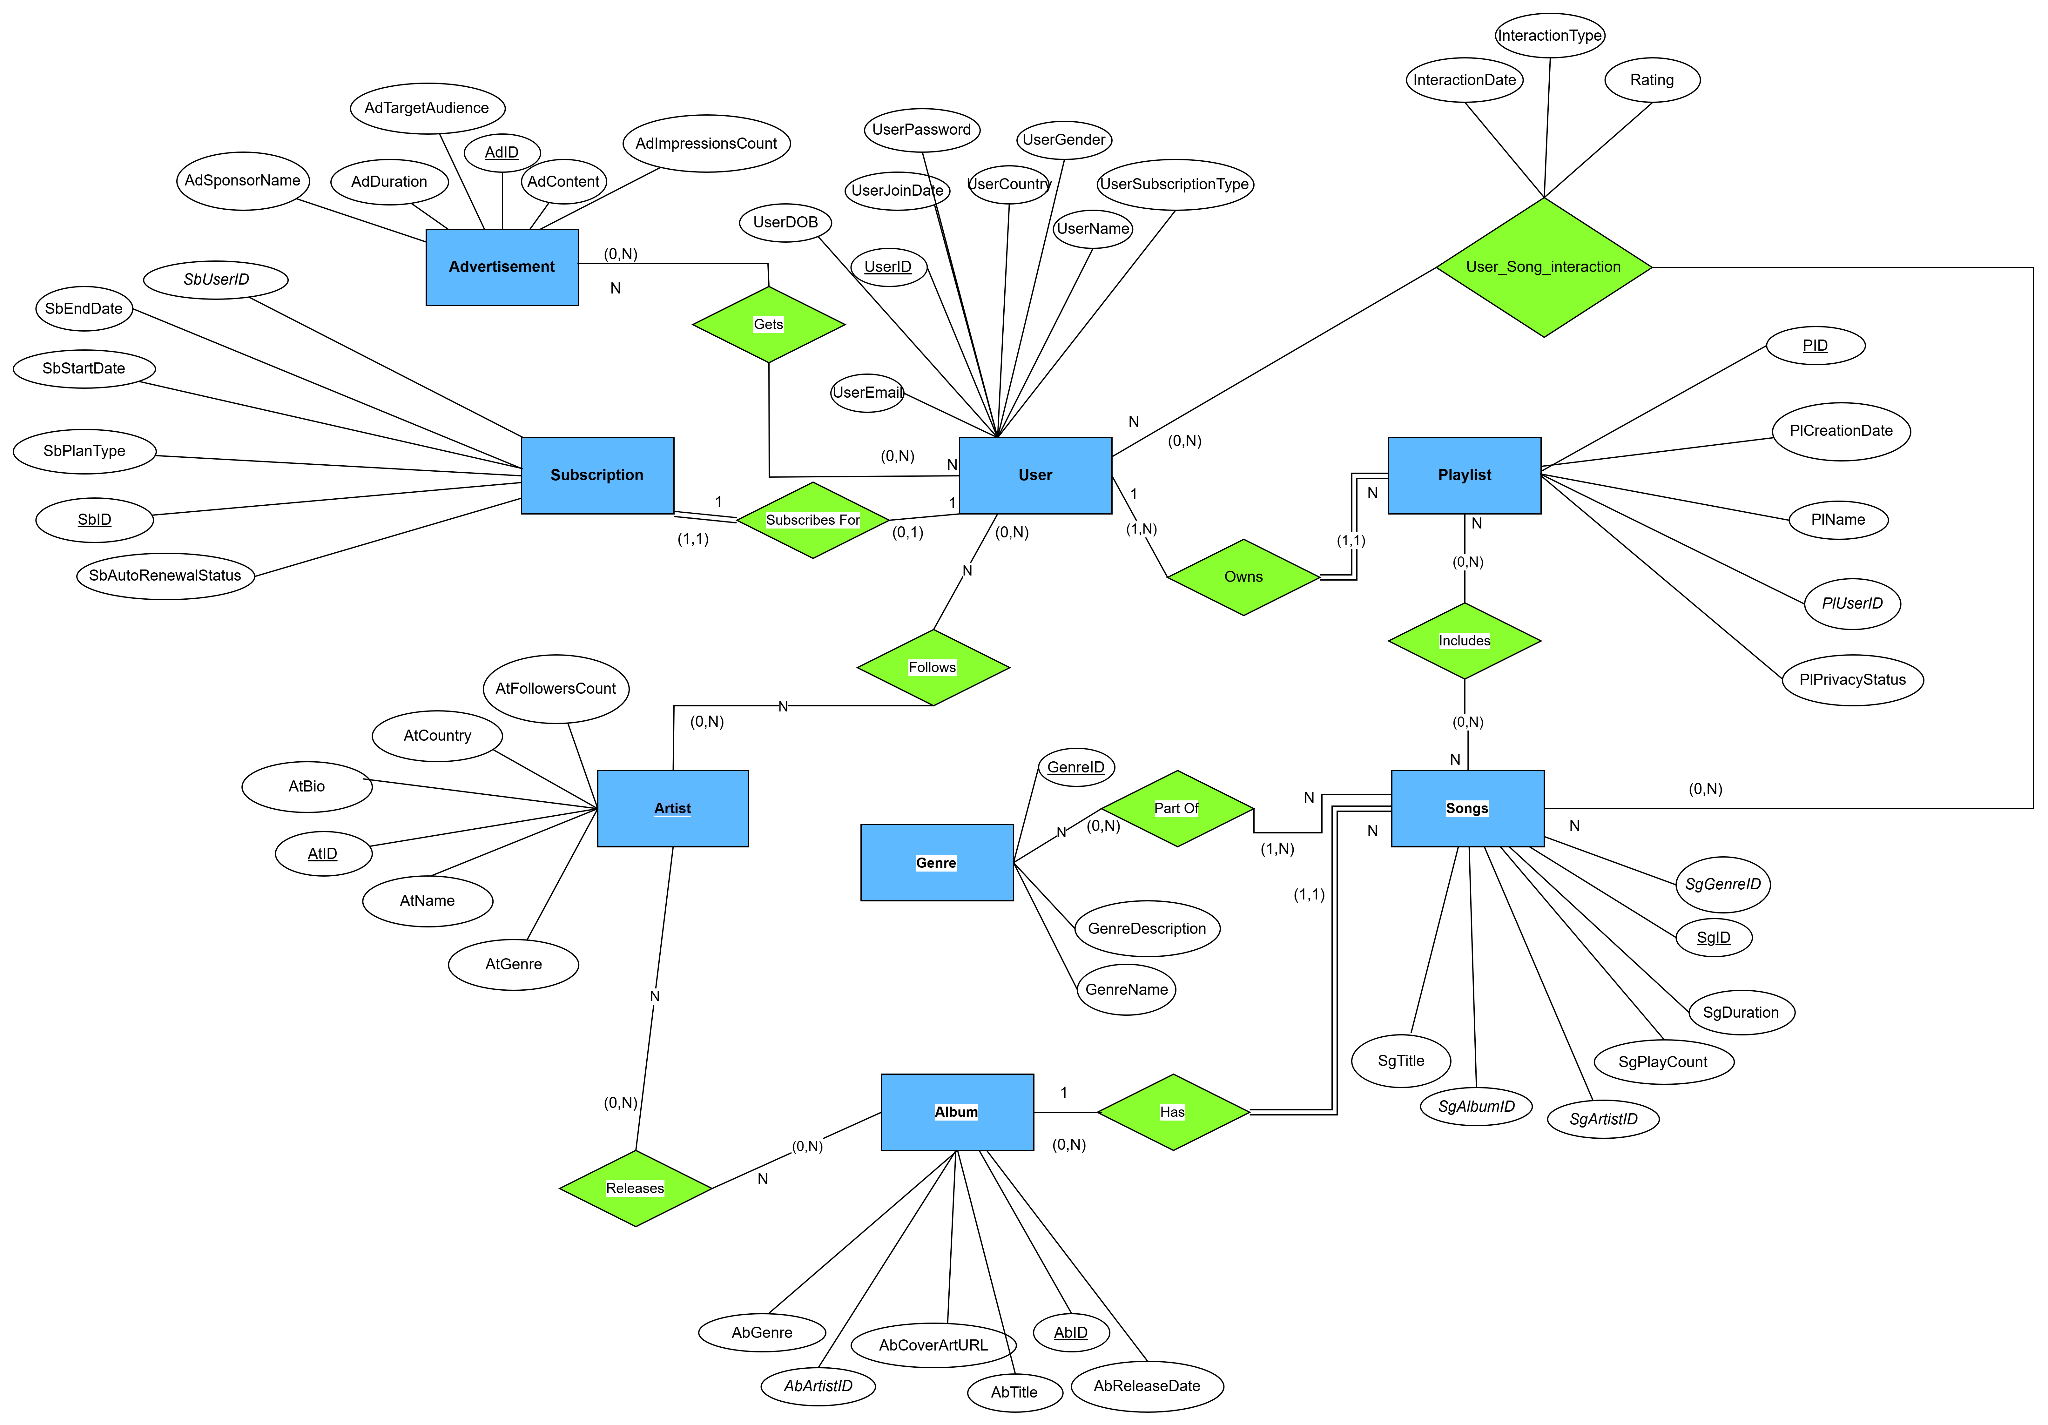 InteractionType
InteractionDate
Rating
AdTargetAudience
AdID
AdImpressionsCount
AdSponsorName
AdDuration
AdContent
UserPassword
UserGender
UserJoinDate
UserCountry
UserSubscriptionType
UserDOB
UserName
UserID
Advertisement
(0,N)
N
User_Song_interaction
SbUserID
SbEndDate
Gets
PID
SbStartDate
UserEmail
N
(0,N)
PlCreationDate
SbPlanType
(0,N)
N
Subscription
User
Playlist
1
1
1
N
SbID
Subscribes For
(1,1)
(0,1)
(0,N)
(1,N)
(1,1)
N
PlName
(0,N)
SbAutoRenewalStatus
N
Owns
PlUserID
Includes
Follows
PlPrivacyStatus
AtFollowersCount
N
(0,N)
(0,N)
AtCountry
N
AtBio
GenreID
(0,N)
Artist
Part Of
N
Songs
(0,N)
N
N
N
AtID
Genre
(1,N)
AtName
(1,1)
SgGenreID
GenreDescription
SgID
AtGenre
GenreName
N
SgDuration
SgTitle
SgPlayCount
(0,N)
1
Album
Has
SgAlbumID
SgArtistID
(0,N)
(0,N)
N
Releases
AbGenre
AbCoverArtURL
AbID
AbArtistID
AbTitle
AbReleaseDate